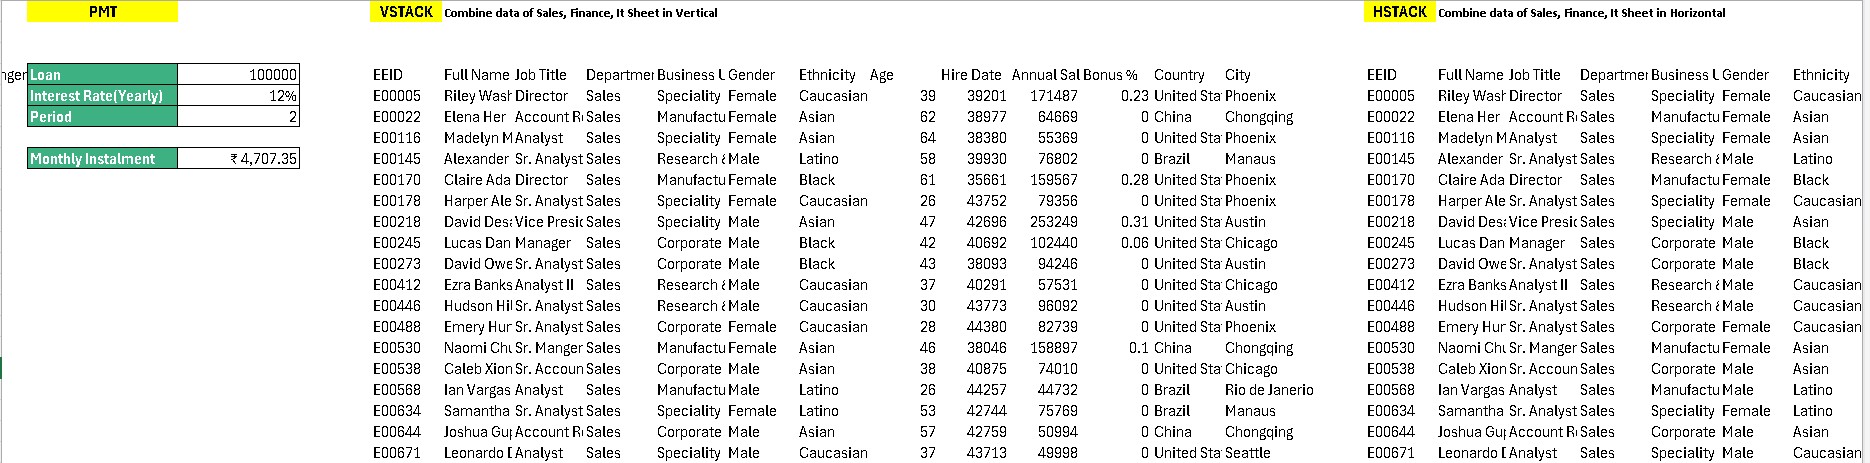 PMT VSTACK Combine data of Sales, Finance, It Sheet in Vertical HSTACK Combine data of Sales, Finance, It Sheet in Horizontal
nger Loan 100000 EEID Full Name Job Title Departmen Business U Gender Ethnicity Age Hire Date Annual Sal Bonus % Country City EEID Full Name Job Title Departmen Business U Gender Ethnicity
Interest Rate(Yearly) 12% E00005 Riley Wash Director Sales Speciality Female Caucasian 39 39201 171487 0.23 United Sta Phoenix E00005 Riley Wash Director Sales Speciality Female Caucasian
Period 2 E00022 Elena Her Account Re Sales Manufactu Female Asian 62 38977 64669 0 China Chongqing E00022 Elena Her Account Re Sales Manufactu Female Asian
E00116 Madelyn M Analyst Sales Speciality Female Asian 64 38380 55369 0 United Sta Phoenix E00116 Madelyn M Analyst Sales Speciality Female Asian
Monthly Instalment ₹ 4,707.35 E00145 Alexander Sr. Analyst Sales Research & Male Latino 58 39930 76802 0 Brazil Manaus E00145 Alexander Sr. Analyst Sales Research & Male Latino
E00170 Claire Ada Director Sales Manufactu Female Black 61 35661 159567 0.28 United Sta Phoenix E00170 Claire Ada Director Sales Manufactu Female Black
E00178 Harper Ale Sr. Analyst Sales Speciality Female Caucasian 26 43752 79356 0 United Sta Phoenix E00178 Harper Ale Sr. Analyst Sales Speciality Female Caucasian
E00218 David Desa Vice Presid Sales Speciality Male Asian 47 42696 253249 0.31 United Sta Austin E00218 David Desa Vice Presid Sales Speciality Male Asian
E00245 Lucas Dan Manager Sales Corporate Male Black 42 40692 102440 0.06 United Sta Chicago E00245 Lucas Dan Manager Sales Corporate Male Black
E00273 David Owe Sr. Analyst Sales Corporate Male Black 43 38093 94246 0 United Sta Austin E00273 David Owe Sr. Analyst Sales Corporate Male Black
E00412 Ezra Banks Analyst II Sales Research & Male Caucasian 37 40291 57531 0 United Sta Chicago E00412 Ezra Banks Analyst II Sales Research & Male Caucasian
E00446 Hudson Hil Sr. Analyst Sales Research & Male Caucasian 30 43773 96092 0 United Sta Austin E00446 Hudson Hil Sr. Analyst Sales Research & Male Caucasian
E00488 Emery Hun Sr. Analyst Sales Corporate Female Caucasian 28 44380 82739 0 United Sta Phoenix E00488 Emery Hun Sr. Analyst Sales Corporate Female Caucasian
E00530 Naomi Chu Sr. Manger Sales Manufactu Female Asian 46 38046 158897 0.1 China Chongqing E00530 Naomi Chu Sr. Manger Sales Manufactu Female Asian
E00538 Caleb Xion Sr. Accoun Sales Corporate Male Asian 38 40875 74010 0 United Sta Chicago E00538 Caleb Xion Sr. Accoun Sales Corporate Male Asian
E00568 Ian Vargas Analyst Sales Manufactu Male Latino 26 44257 44732 0 Brazil Rio de Janerio E00568 Ian Vargas Analyst Sales Manufactu Male Latino
E00634 Samantha Sr. Analyst Sales Speciality Female Latino 53 42744 75769 0 Brazil Manaus E00634 Samantha Sr. Analyst Sales Speciality Female Latino
E00644 Joshua Gup Account Re Sales Corporate Male Asian 57 42759 50994 0 China Chongqing E00644 Joshua Gup Account Re Sales Corporate Male Asian
E00671 Leonardo Analyst Sales Speciality Male Caucasian 37 43713 49998 0 United Sta Seattle E00671 Leonardo Analyst Sales Speciality Male Caucasian